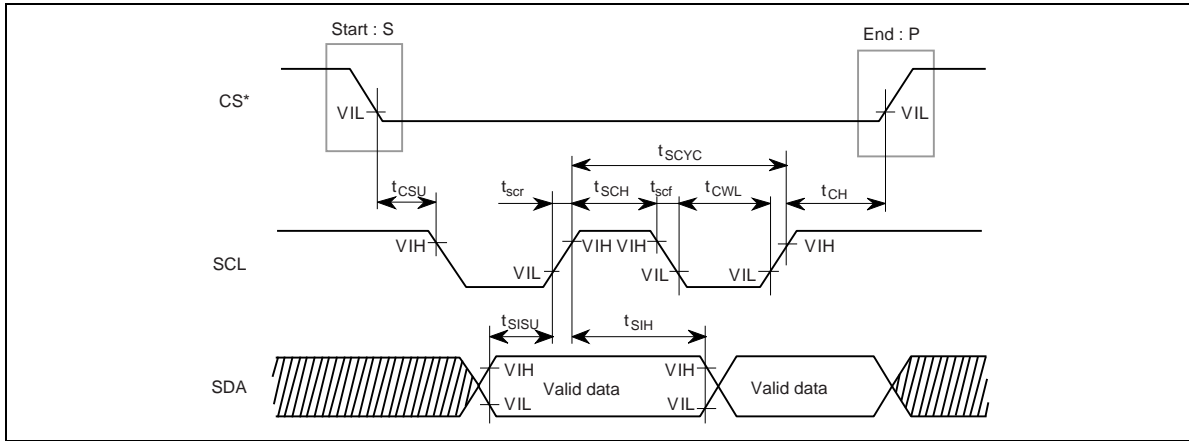 Start : S
End : P
CS*
VIL
VIL
tSCYC
tCSU
tscr
tSCH
tscf
tCWL
tCH
VIH
VIH
VIH
VIH
SCL
VIL
VIL
VIL
tSISU
tSIH
VIH
VIH
SDA
Valid data
Valid data
VIL
VIL